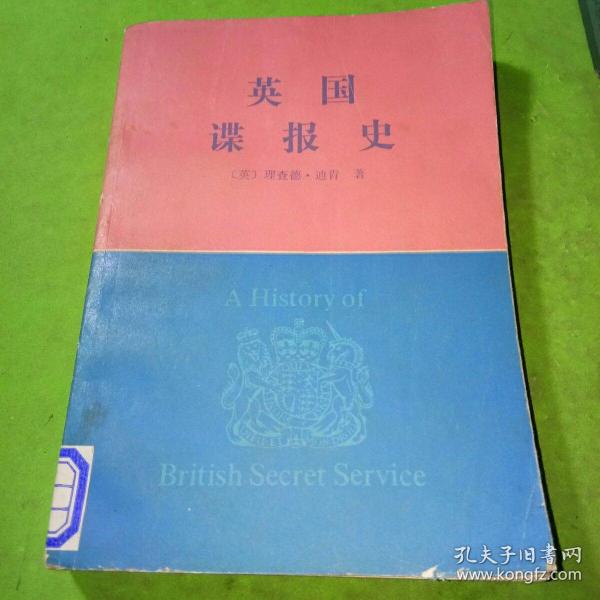 英国
谍报史
〔英〕理查德·迪肯 著
A History of
British Secret Service
孔夫子旧书网
www.kongfz.com